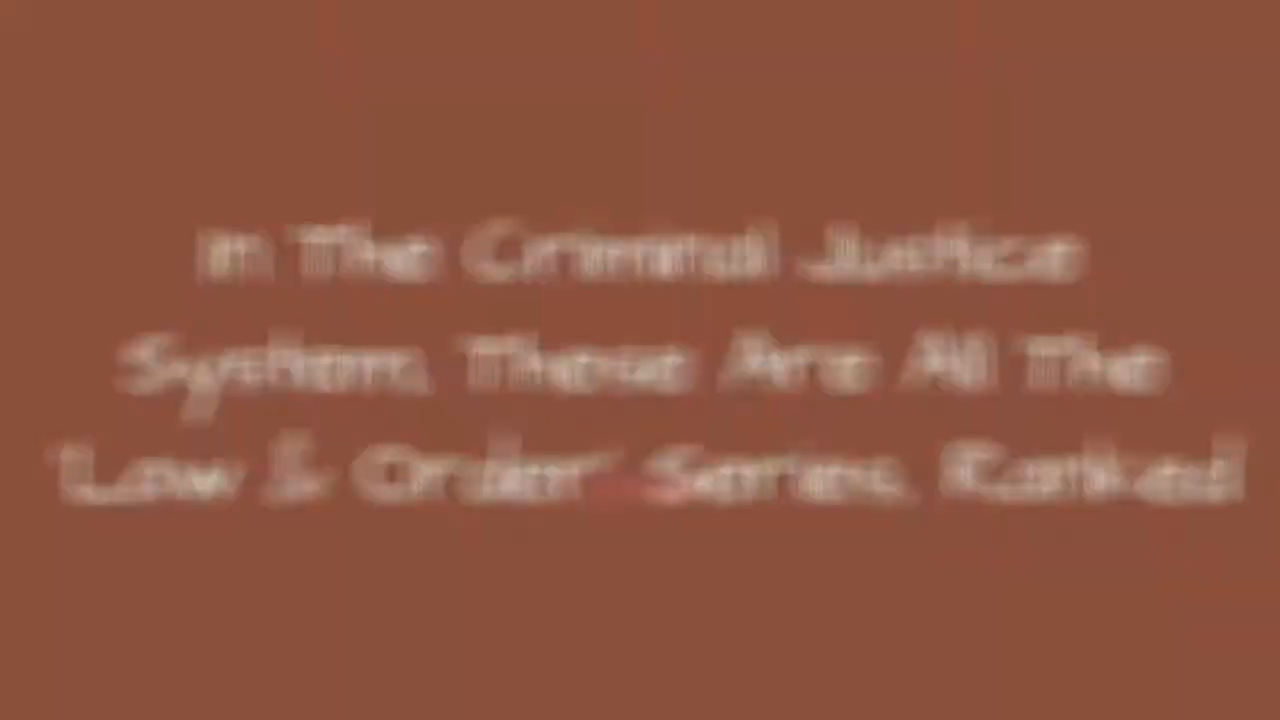 In The Criminal Justice
System, These Are All The
'Law & Order' Series, Ranked